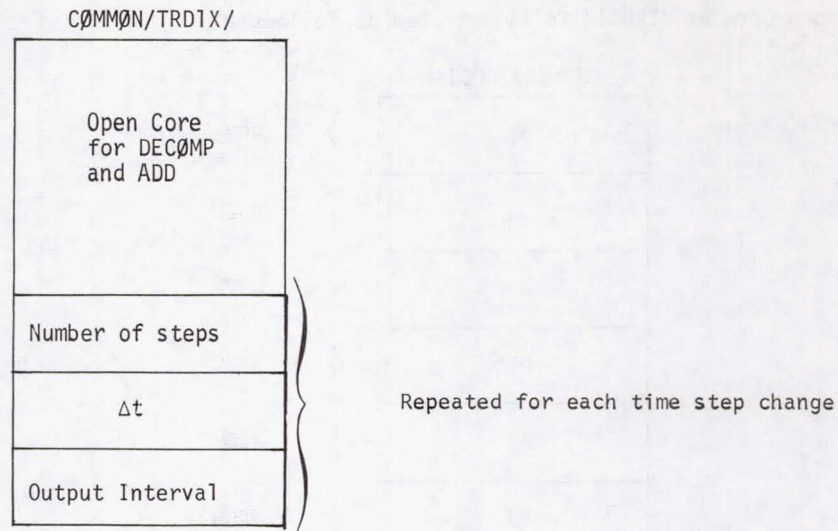 CØMMØN/TRDIX/
Open Core
for DECØMP
and ADD
Number of steps
Δt
Repeated for each time step change
Output Interval